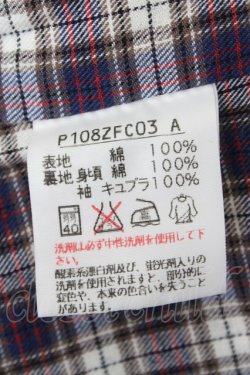 P108ZFC03 A
表地 綿 100%
裏地 身頃 綿 100%
袖 キュプラ 100%
40
洗剤は必ず中性洗剤を使用して下さい。
酸素系漂白剤及び、蛍光剤入りの
洗剤を使用されますと、部分的に
変色や、本来の色合いを失うこと
があります。